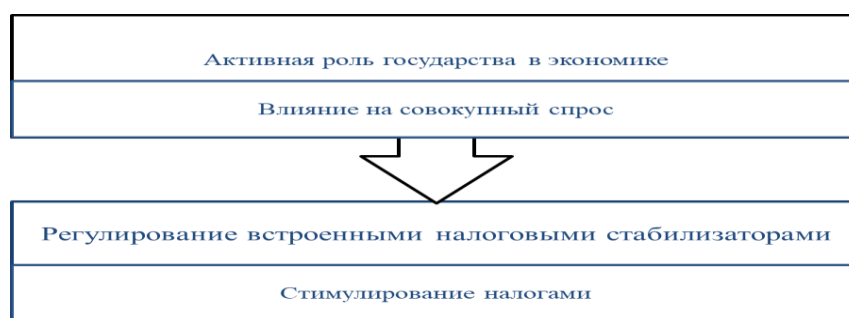 Активная роль государства в экономике
Влияние на совокупный спрос
Регулирование встроенными налоговыми стабилизаторами
Стимулирование налогами